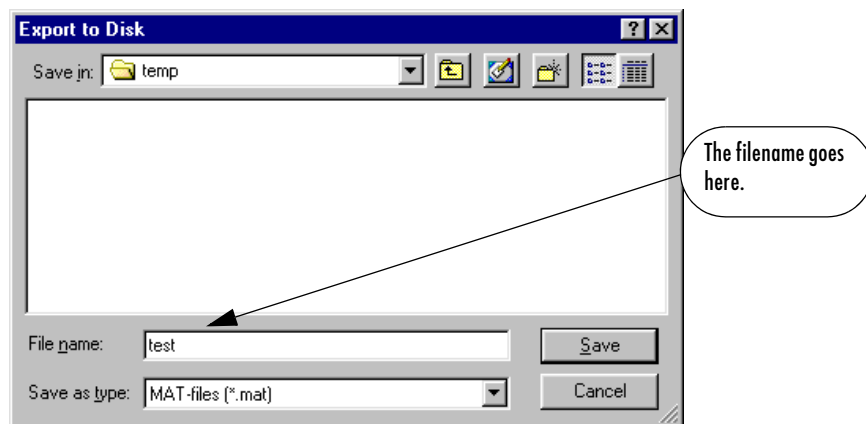 Export to Disk
Save in: temp
The filename goes
here.
File name: test
Save
Save as type: MAT-files (*.mat)
Cancel